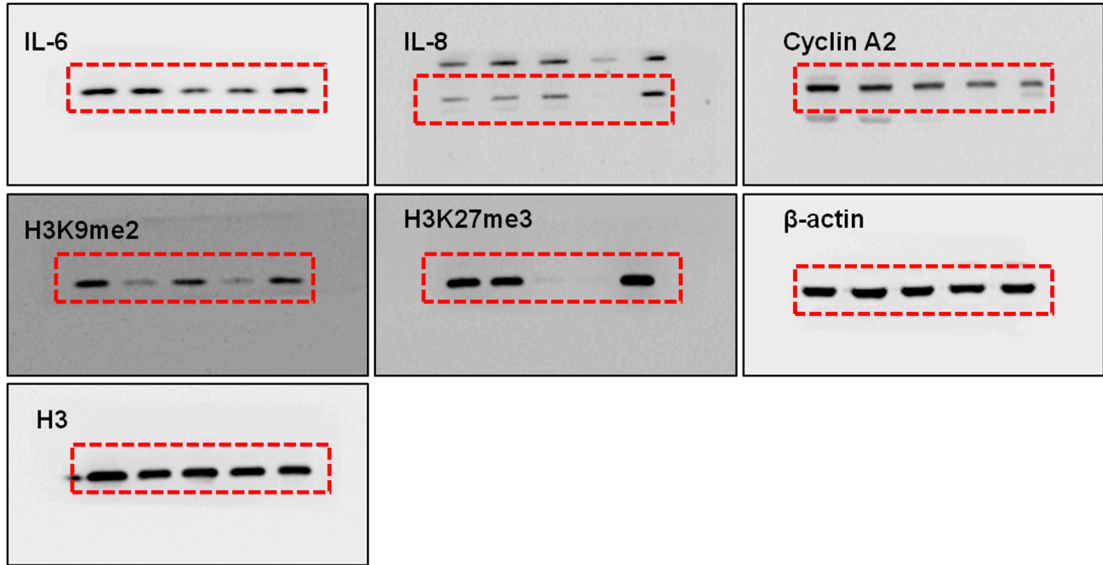 IL-6
IL-8
Cyclin A2
H3K9me2
H3K27me3
β-actin
H3